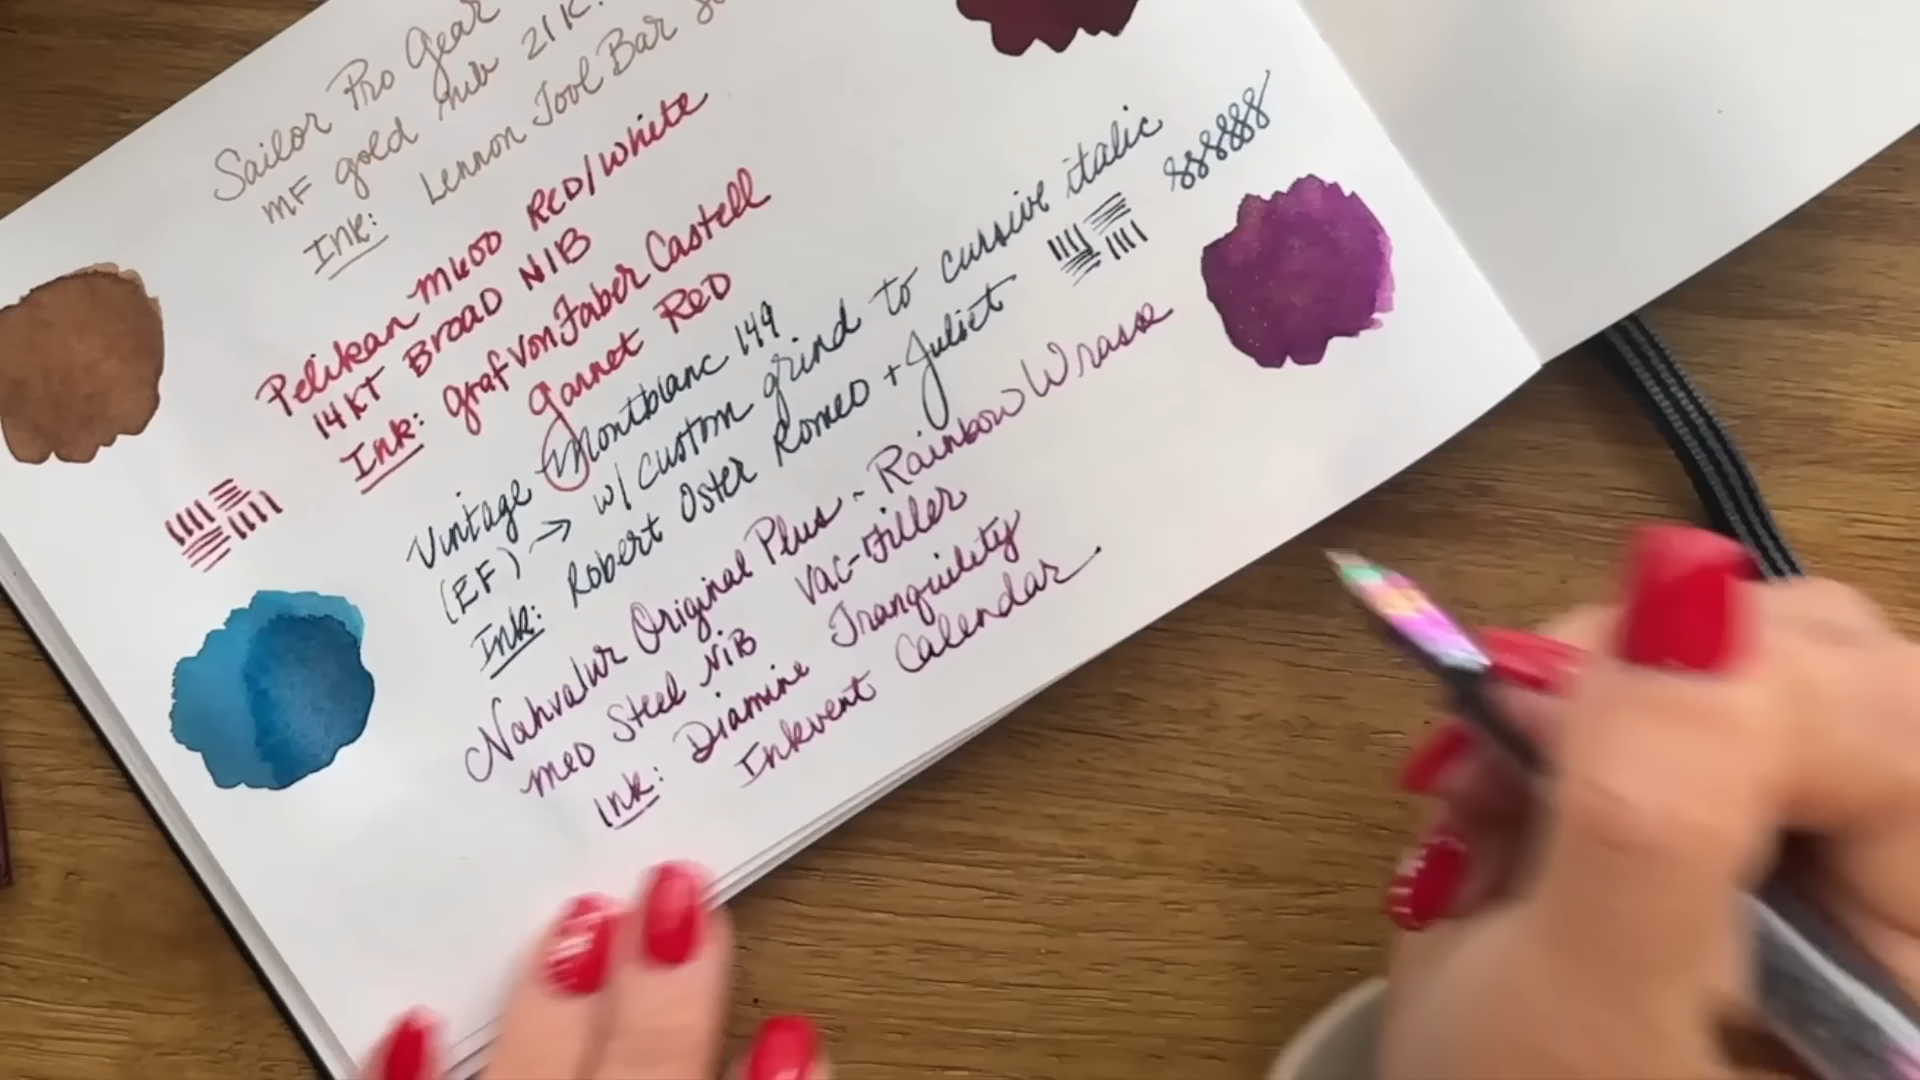 Sailor Pro Gear
MF gold nib 21K.
Ink: Lennon Tool Bar
Pelikan M600 RED/white
14KT BROAD NIB
Ink: Graf Von Faber Castell
Garnet RED
Vintage Montblanc 149
(EF) → w/ custom grind to cursive italic
Ink: Robert Oster Romeo + Juliet
Nahvalur Original Plus - Rainbow Wrasse
MED Steel NiB Vac-Filler
Ink: Diamine Tranquility
Inkvent Calendar